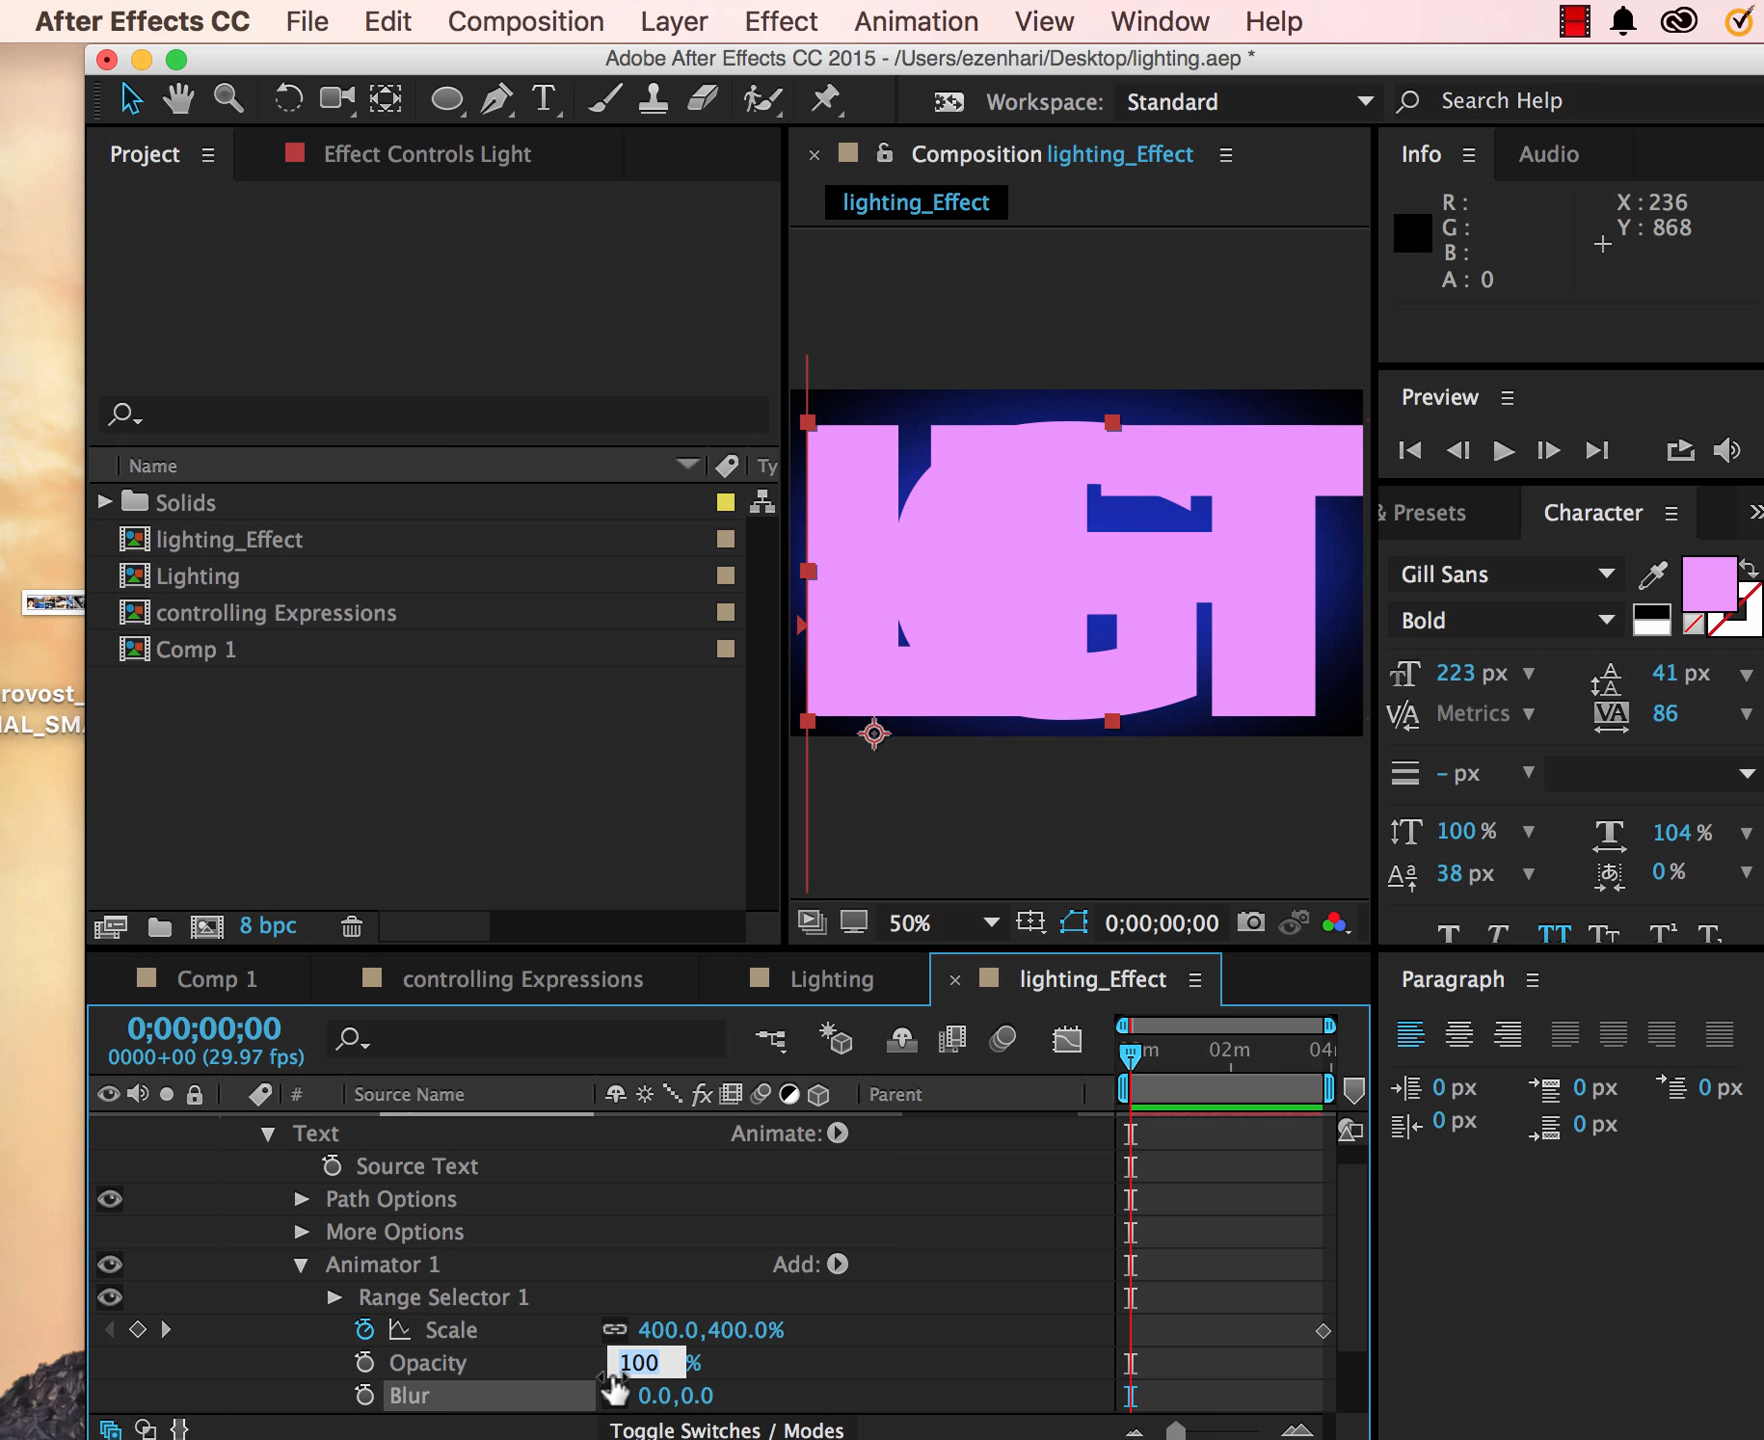 After Effects CC File Edit Composition Layer Effect Animation View Window Help
Adobe After Effects CC 2015 - /Users/ezenhari/Desktop/lighting.aep *
Workspace: Standard Search Help
Project Effect Controls Light
Composition lighting_Effect
lighting_Effect
Info Audio
R :
G :
B :
A : 0
X : 236
Y : 868
Preview
& Presets Character
Gill Sans
Bold
223 px 41 px
Metrics 86
- px
100 % 104 %
38 px 0 %
Name Ty
Solids
lighting_Effect
Lighting
controlling Expressions
Comp 1
rovost_
8 bpc
50% 0;00;00;00
Comp 1 controlling Expressions Lighting lighting_Effect
Paragraph
0 px 0 px 0 px
0 px 0 px
0;00;00;00
0000+00 (29.97 fps)
02m
# Source Name Parent
Text Animate:
Source Text
Path Options
More Options
Animator 1 Add:
Range Selector 1
Scale 400.0,400.0%
Opacity 100 %
Blur 0.0,0.0
Toggle Switches / Modes